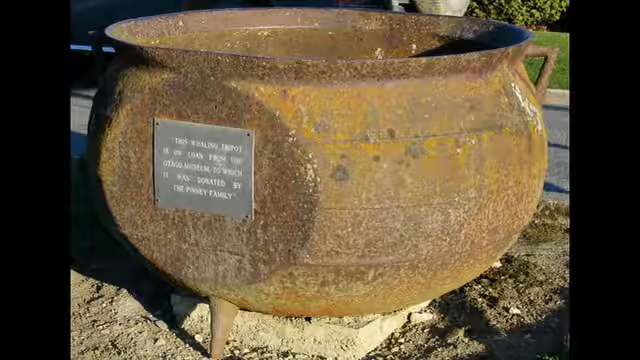 "THIS WHALING TRIPOT
IS ON LOAN FROM THE
OTAGO MUSEUM, TO WHICH
IT WAS DONATED BY
THE PINNEY FAMILY"